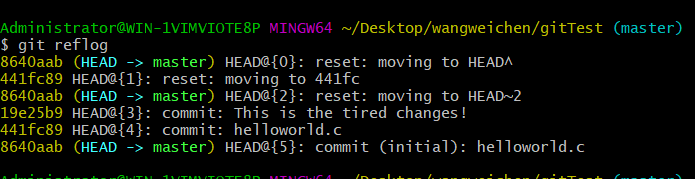 Administrator@WIN-1VIMVIOTE8P MINGW64 ~/Desktop/wangweichen/gitTest (master)
$ git reflog
8640aab (HEAD -> master) HEAD@{0}: reset: moving to HEAD^
441fc89 HEAD@{1}: reset: moving to 441fc
8640aab (HEAD -> master) HEAD@{2}: reset: moving to HEAD~2
19e25b9 HEAD@{3}: commit: This is the tired changes!
441fc89 HEAD@{4}: commit: helloworld.c
8640aab (HEAD -> master) HEAD@{5}: commit (initial): helloworld.c